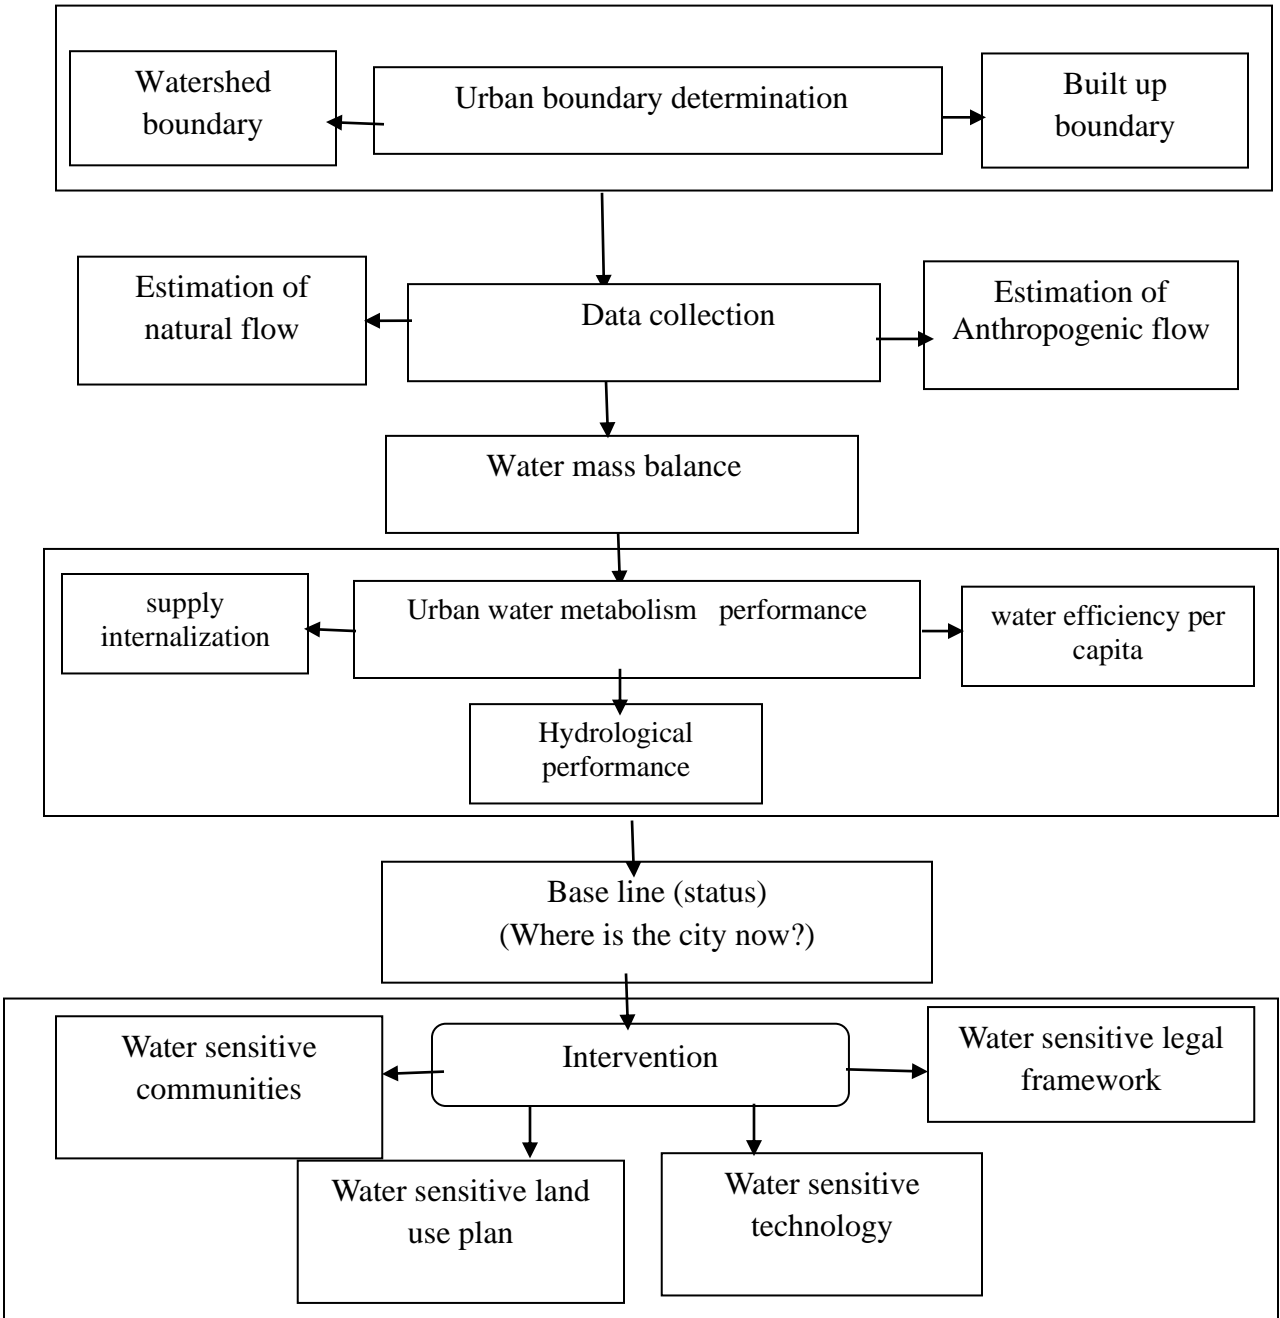 Watershed
boundary
Urban boundary determination
Built up
boundary
Estimation of
natural flow
Data collection
Estimation of
Anthropogenic flow
Water mass balance
supply
internalization
Urban water metabolism performance
water efficiency per
capita
Hydrological
performance
Base line (status)
(Where is the city now?)
Water sensitive
communities
Intervention
Water sensitive legal
framework
Water sensitive land
use plan
Water sensitive
technology